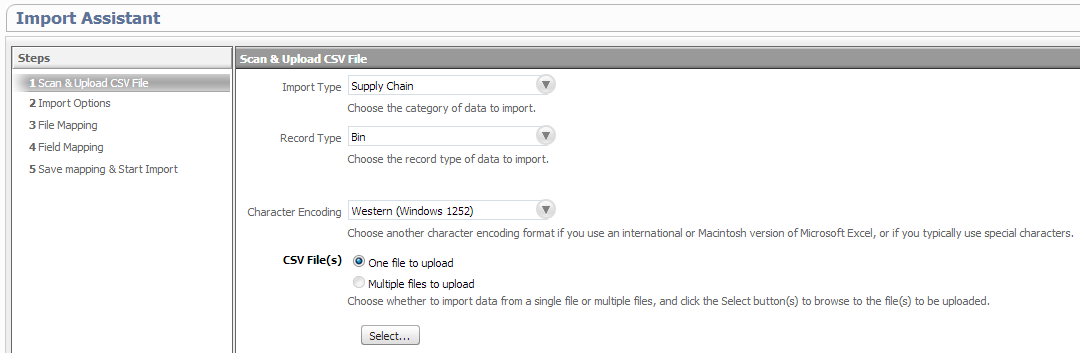 Import Assistant
Steps
1 Scan & Upload CSV File
2 Import Options
3 File Mapping
4 Field Mapping
5 Save mapping & Start Import
Scan & Upload CSV File
Import Type Supply Chain
Choose the category of data to import.
Record Type Bin
Choose the record type of data to import.
Character Encoding Western (Windows 1252)
Choose another character encoding format if you use an international or Macintosh version of Microsoft Excel, or if you typically use special characters.
CSV File(s) One file to upload
Multiple files to upload
Choose whether to import data from a single file or multiple files, and click the Select button(s) to browse to the file(s) to be uploaded.
Select...